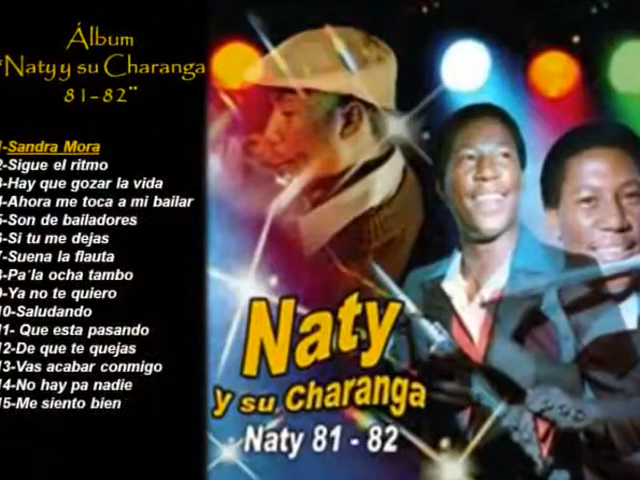 Álbum
"Naty y su Charanga
81-82"
1-Sandra Mora
2-Sigue el ritmo
3-Hay que gozar la vida
4-Ahora me toca a mi bailar
5-Son de bailadores
6-Si tu me dejas
7-Suena la flauta
8-Pa´la ocha tambo
9-Ya no te quiero
10-Saludando
11- Que esta pasando
12-De que te quejas
13-Vas acabar conmigo
14-No hay pa nadie
15-Me siento bien
Naty
y su Charanga
Naty 81 - 82